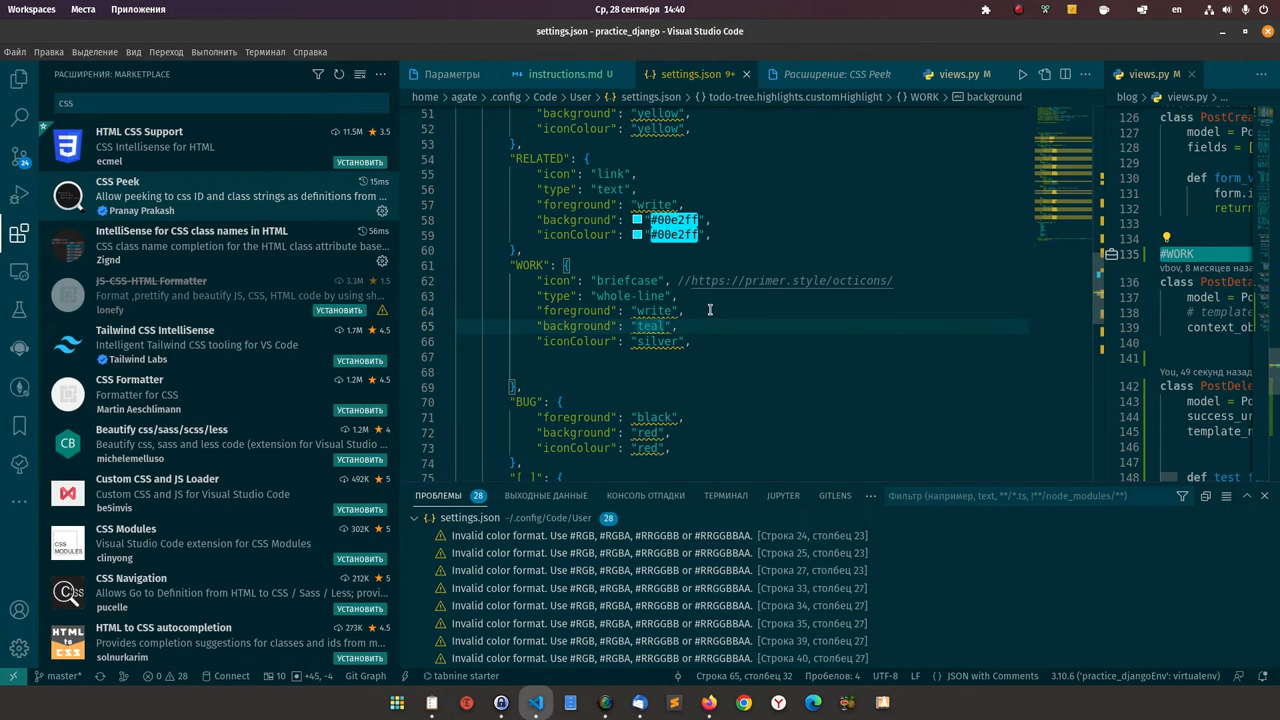 Workspaces Applications
Ср, 28 сентября 14:40
en
settings.json - practice_django - Visual Studio Code
Файл Правка Выделение Вид Переход Выполнить Терминал Справка
РАСШИРЕНИЯ: MARKETPLACE
css
HTML CSS Support 11.5M 3.5
CSS Intellisense for HTML
ecmel Установить
CSS Peek 15ms
Allow peeking to css ID and class strings as definitions from ...
Pranay Prakash
IntelliSense for CSS class names in HTML 56ms
CSS class name completion for the HTML class attribute base...
Zignd
JS-CSS-HTML Formatter
Format ,prettify and beautify JS, CSS, HTML code by using sh...
lonefy Установить
Tailwind CSS IntelliSense 1.7M 4.5
Intelligent Tailwind CSS tooling for VS Code
Tailwind Labs Установить
CSS Formatter 1.2M 4.5
Formatter for CSS
Martin Aeschlimann Установить
Beautify css/sass/scss/less 1.2M 4
Beautify css, sass and less code (extension for Visual Studio ...
michelemelluso Установить
Custom CSS and JS Loader 492K 5
Custom CSS and JS for Visual Studio Code
be5invis Установить
CSS Modules 302K 5
Visual Studio Code extension for CSS Modules
clinyong Установить
CSS Navigation 212K 5
Allows Go to Definition from HTML to CSS / Sass / Less; provi...
pucelle Установить
HTML to CSS autocompletion 273K 4.5
Provides completion suggestions for classes and ids from m...
solnurkarim Установить
Параметры instructions.md U settings.json 9+ Расширение: CSS Peek views.py M
home > agate > .config > Code > User > settings.json > {} todo-tree.highlights.customHighlight > {} WORK > background
51 "background": "yellow",
52 "iconColour": "yellow",
53 },
54 "RELATED": {
55 "icon": "link",
56 "type": "text",
57 "foreground": "write",
58 "background": "#00e2ff",
59 "iconColour": "#00e2ff",
60 },
61 "WORK": {
62 "icon": "briefcase", //https://primer.style/octicons/
63 "type": "whole-line",
64 "foreground": "write",
65 "background": "teal",
66 "iconColour": "silver",
67
68
69 },
70 "BUG": {
71 "foreground": "black",
72 "background": "red",
73 "iconColour": "red",
74 },
75 "[ ]": {
views.py M
blog > views.py > ...
126 class PostCrea
127 model = Po
128 fields = [
129
130 def form_v
131 form.i
132 return
133
134
135 #WORK
vbov, 8 месяцев наза
136 class PostDeta
137 model = Po
138 # templat
139 context_ob
140
141
You, 49 секунд назад
142 class PostDele
143 model = Po
144 success_ur
145 template_n
146
147
148 def test f
ПРОБЛЕМЫ 28 ВЫХОДНЫЕ ДАННЫЕ КОНСОЛЬ ОТЛАДКИ ТЕРМИНАЛ JUPYTER GITLENS
Фильтр (например, text, **/*.ts, !**/node_modules/**)
settings.json ~/.config/Code/User 28
Invalid color format. Use #RGB, #RGBA, #RRGGBB or #RRGGBBAA. [Строка 24, столбец 23]
Invalid color format. Use #RGB, #RGBA, #RRGGBB or #RRGGBBAA. [Строка 25, столбец 23]
Invalid color format. Use #RGB, #RGBA, #RRGGBB or #RRGGBBAA. [Строка 27, столбец 23]
Invalid color format. Use #RGB, #RGBA, #RRGGBB or #RRGGBBAA. [Строка 33, столбец 27]
Invalid color format. Use #RGB, #RGBA, #RRGGBB or #RRGGBBAA. [Строка 34, столбец 27]
Invalid color format. Use #RGB, #RGBA, #RRGGBB or #RRGGBBAA. [Строка 35, столбец 27]
Invalid color format. Use #RGB, #RGBA, #RRGGBB or #RRGGBBAA. [Строка 39, столбец 27]
Invalid color format. Use #RGB, #RGBA, #RRGGBB or #RRGGBBAA. [Строка 40, столбец 27]
master* 0 28 Connect 10 +45, -4 Git Graph tabnine starter Строка 65, столбец 32 Пробелов: 4 UTF-8 LF {} JSON with Comments 3.10.6 ('practice_djangoEnv': virtualenv)